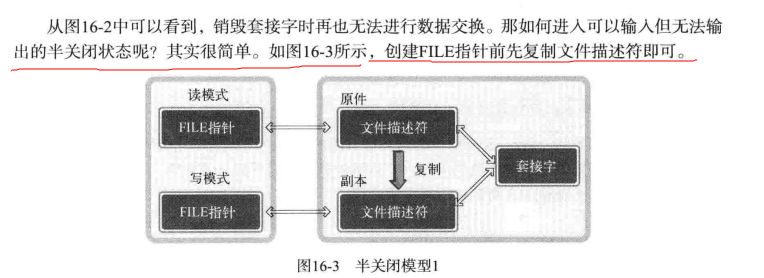 从图16-2中可以看到，销毁套接字时再也无法进行数据交换。那如何进入可以输入但无法输
出的半关闭状态呢？其实很简单。如图16-3所示，创建FILE指针前先复制文件描述符即可。
读模式
原件
FILE指针
文件描述符
复制
套接字
写模式
副本
FILE指针
文件描述符
图16-3 半关闭模型1